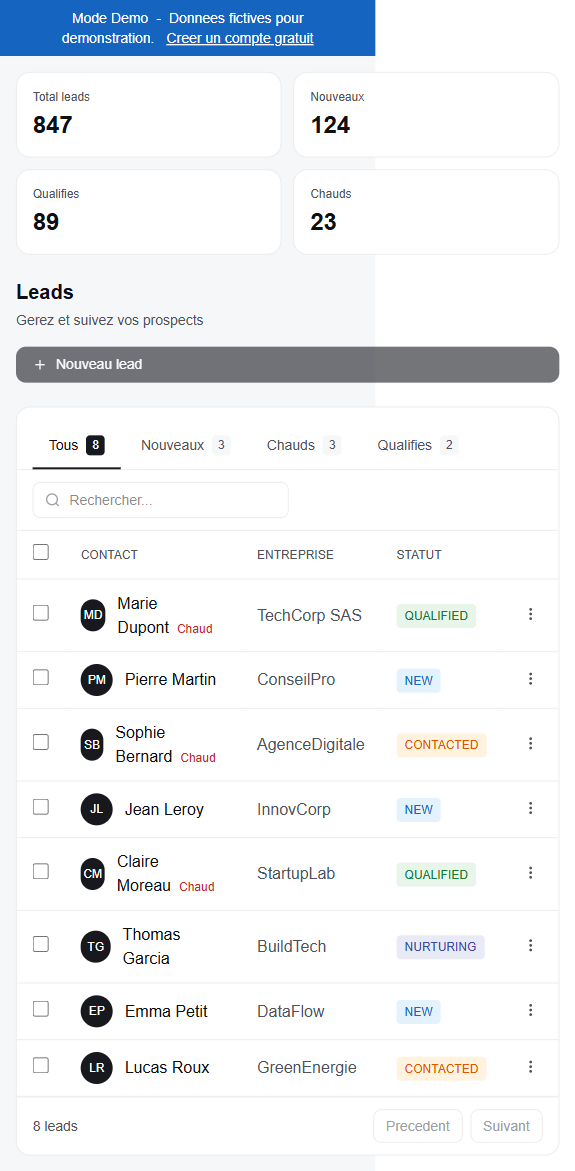 Mode Demo - Donnees fictives pour
demonstration. Creer un compte gratuit
Total leads
847
Nouveaux
124
Qualifies
89
Chauds
23
Leads
Gerez et suivez vos prospects
+ Nouveau lead
Tous 8 Nouveaux 3 Chauds 3 Qualifies 2
Rechercher...
CONTACT ENTREPRISE STATUT
MD Marie
Dupont Chaud TechCorp SAS QUALIFIED
PM Pierre Martin ConseilPro NEW
SB Sophie
Bernard Chaud AgenceDigitale CONTACTED
JL Jean Leroy InnovCorp NEW
CM Claire
Moreau Chaud StartupLab QUALIFIED
TG Thomas
Garcia BuildTech NURTURING
EP Emma Petit DataFlow NEW
LR Lucas Roux GreenEnergie CONTACTED
8 leads Precedent Suivant